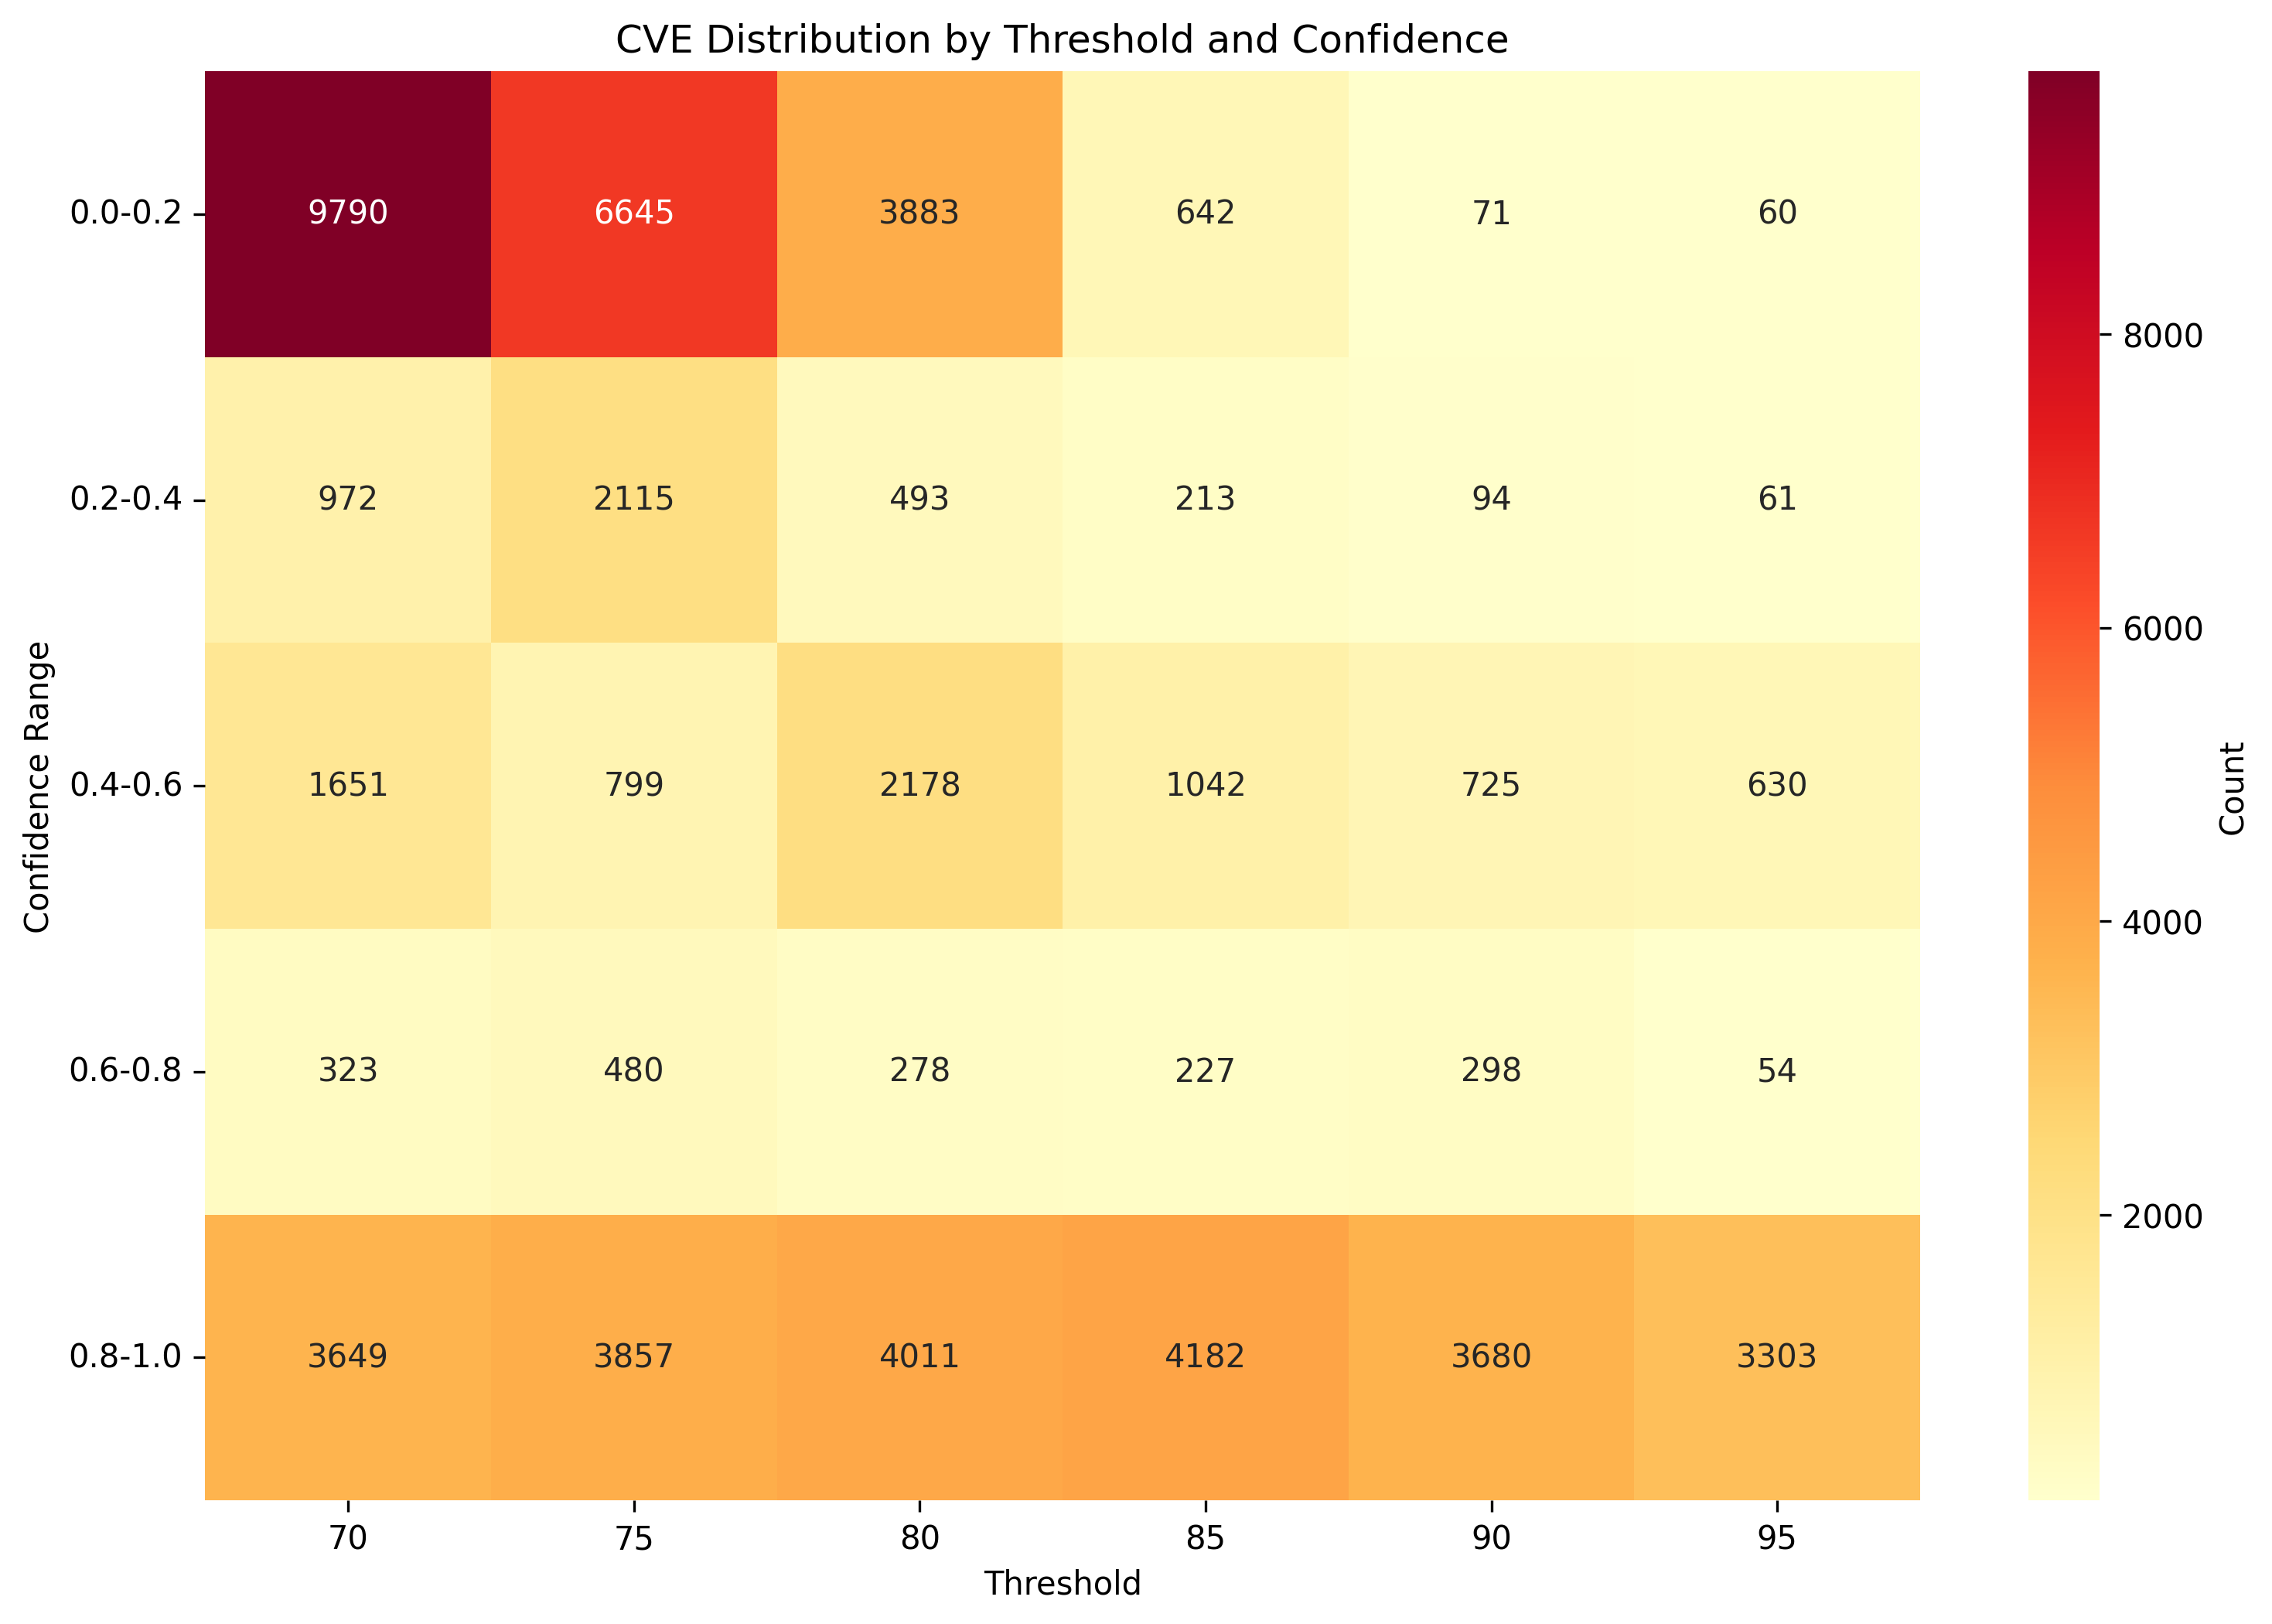 CVE Distribution by Threshold and Confidence
Confidence Range
0.0-0.2 9790 6645 3883 642 71 60
0.2-0.4 972 2115 493 213 94 61
0.4-0.6 1651 799 2178 1042 725 630
0.6-0.8 323 480 278 227 298 54
0.8-1.0 3649 3857 4011 4182 3680 3303
70 75 80 85 90 95
Threshold
8000
6000
4000
2000
Count